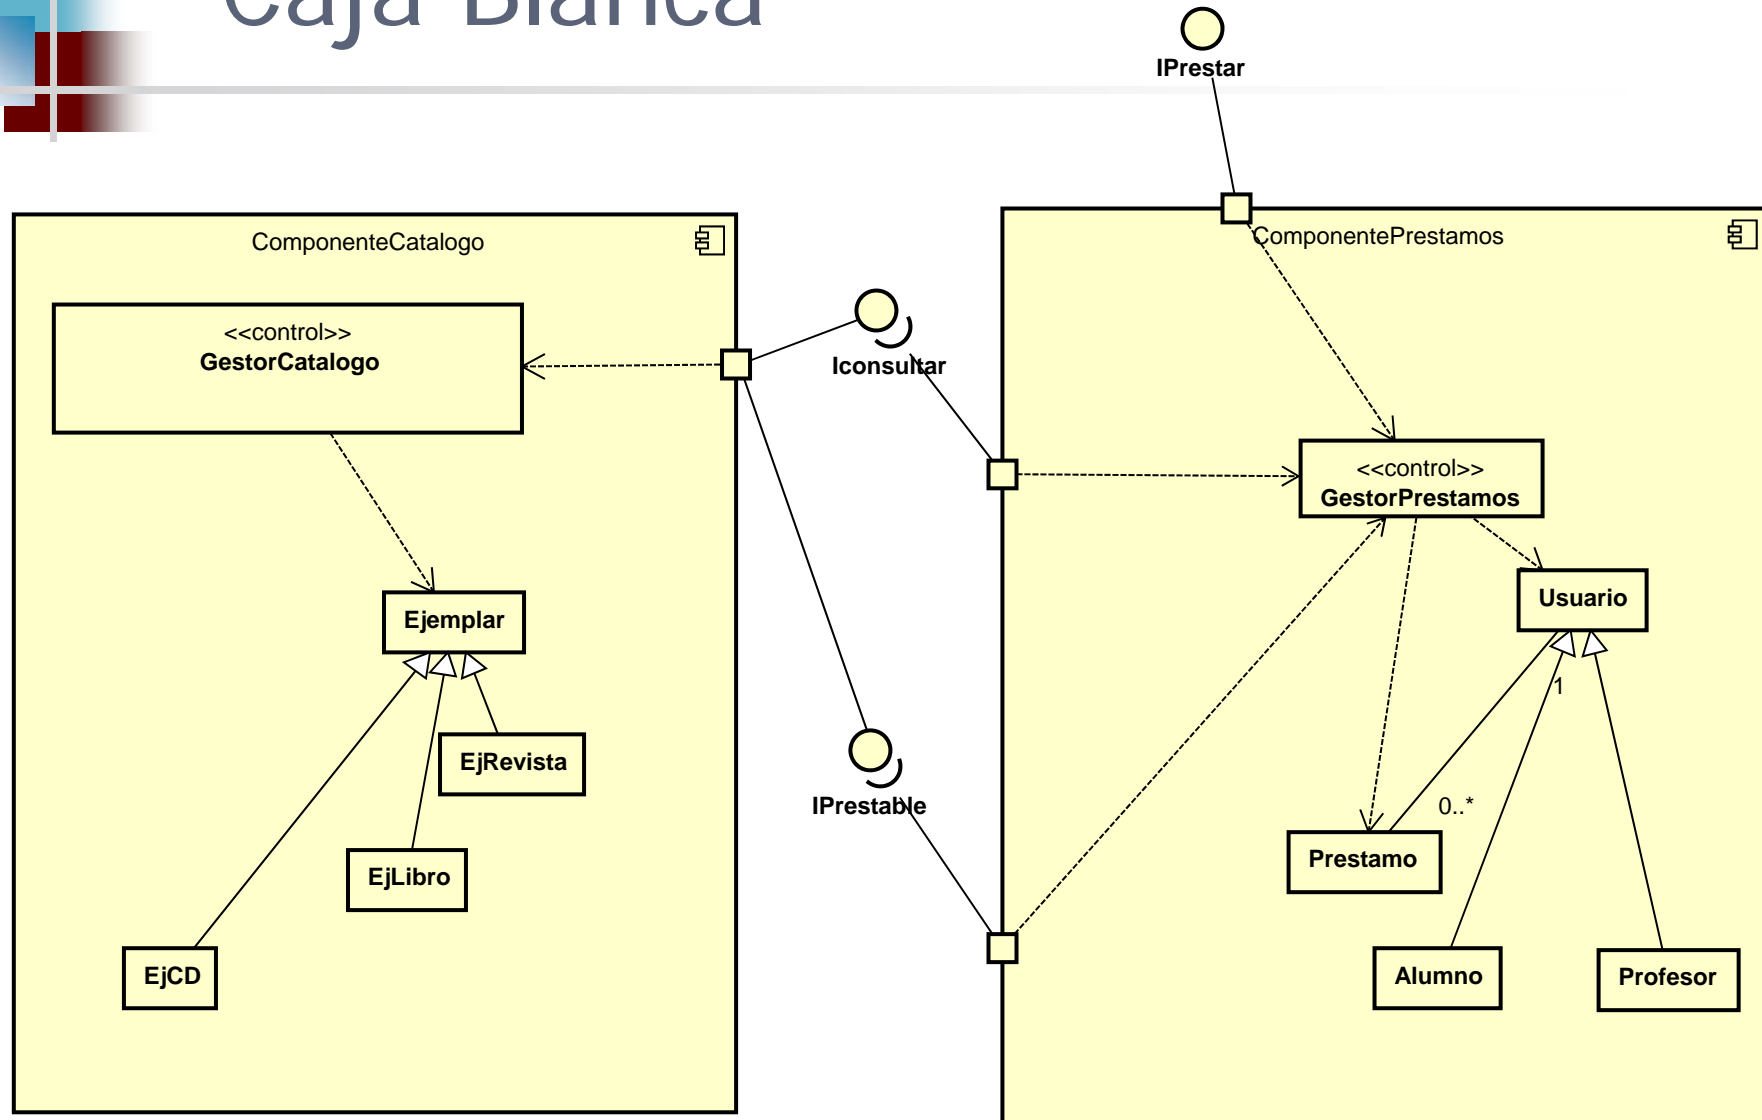 Caja Blanca
IPrestar
ComponenteCatalogo
ComponentePrestamos
<<control>>
GestorCatalogo
Iconsultar
<<control>>
GestorPrestamos
Ejemplar
Usuario
1
EjRevista
IPrestable
0..*
EjLibro
Prestamo
EjCD
Alumno
Profesor